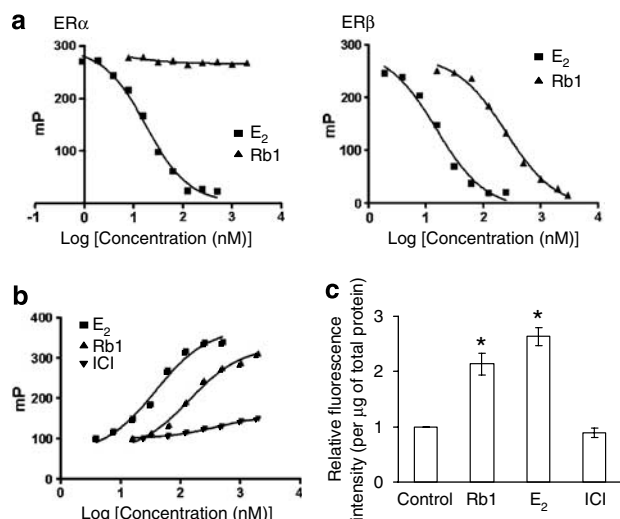 a
ERα
300
200
100
mP
E₂
Rb1
-1
0
1
2
3
4
Log [Concentration (nM)]
ERβ
300
200
100
mP
E₂
Rb1
0
1
2
3
4
Log [Concentration (nM)]
b
400
300
200
100
0
mP
E₂
Rb1
ICI
0
1
2
3
4
Log [Concentration (nM)]
c
Relative fluorescence
intensity (per μg of total protein)
3
2
1
0
*
*
Control
Rb1
E₂
ICI